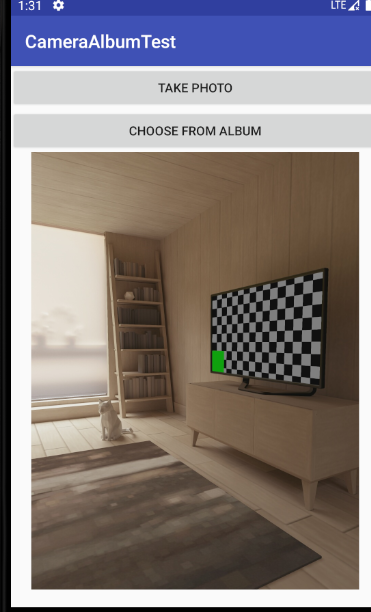 1:31 LTE
CameraAlbumTest
TAKE PHOTO
CHOOSE FROM ALBUM